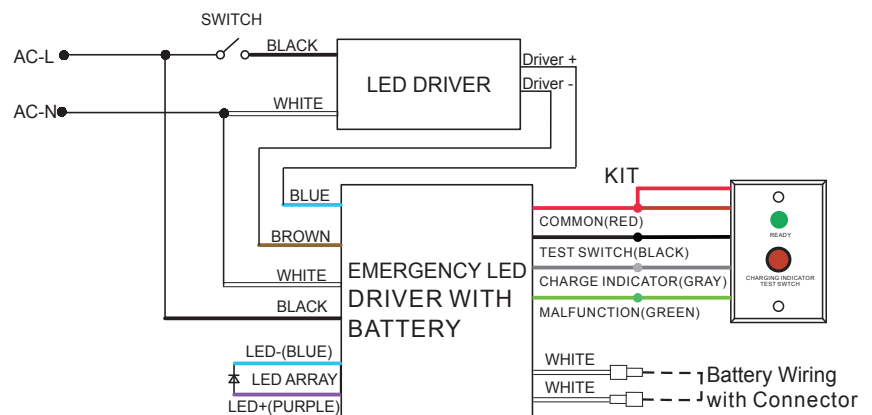 SWITCH
AC-L
BLACK
LED DRIVER
Driver +
Driver -
AC-N
WHITE
KIT
BLUE
COMMON(RED)
READY
BROWN
TEST SWITCH(BLACK)
WHITE
EMERGENCY LED
DRIVER WITH
BATTERY
CHARGE INDICATOR(GRAY)
CHARGING INDICATOR
TEST SWTCH
BLACK
MALFUNCTION(GREEN)
LED-(BLUE)
LED ARRAY
LED+(PURPLE)
WHITE
WHITE
Battery Wiring
with Connector